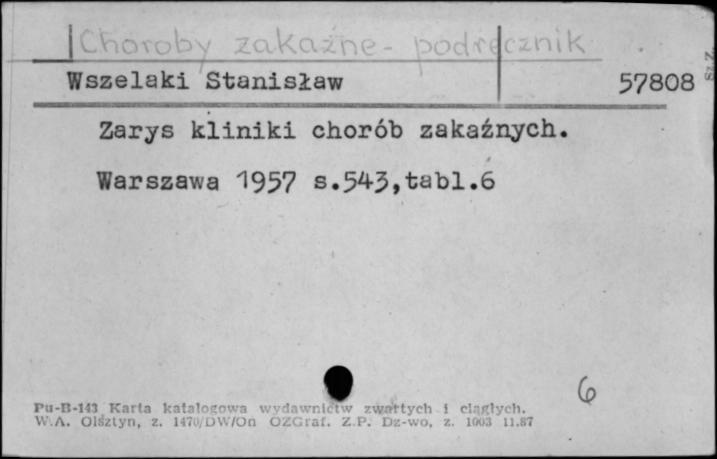 Choroby zakaźne - podręcznik
Wszelaki Stanisław 57808
Zarys kliniki chorób zakaźnych.
Warszawa 1957 s.543,tabl.6
6
Pu-B-143 Karta katalogowa wydawnictw zwartych i ciągłych.
W.A. Olsztyn, z. 1470/DW/On OZGraf. Z.P. Dz-wo, z. 1003 11.87
Sz.Z.